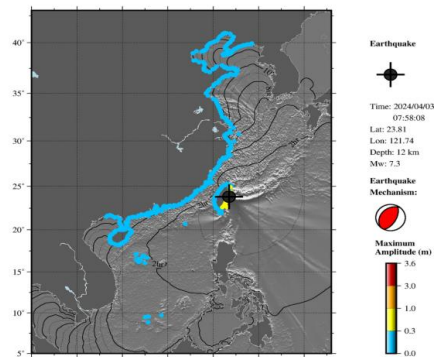 40°
35°
30°
25°
20°
15°
10°
5°
2hr
Earthquake
Time: 2024/04/03
07:58:08
Lat: 23.81
Lon: 121.74
Depth: 12 km
Mw: 7.3
Earthquake
Mechanism:
Maximum
Amplitude (m)
3.6
3.0
1.0
0.3
0.0